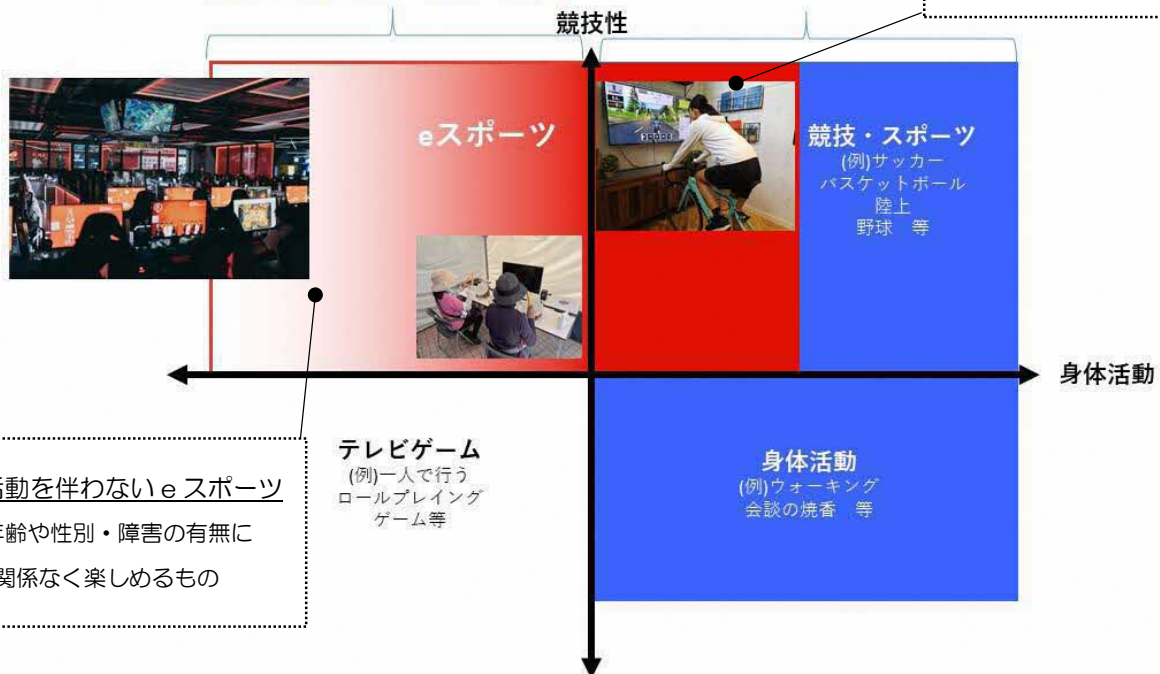 競技性
eスポーツ
競技・スポーツ
(例)サッカー
バスケットボール
陸上
野球　等
身体活動
テレビゲーム
(例)一人で行う
ロールプレイング
ゲーム等
身体活動
(例)ウォーキング
会談の焼香　等
活動を伴わないｅスポーツ
年齢や性別・障害の有無に
関係なく楽しめるもの